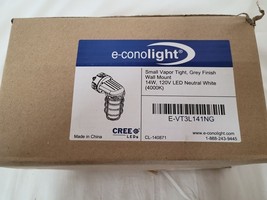 e-conolight®
Small Vapor Tight, Grey Finish
Wall Mount
14W, 120V LED Neutral White
(4000K)
E-VT3L141NG
Made in China
CREE
LEDs
CL-140871
www.e-conolight.com
1-888-243-9445